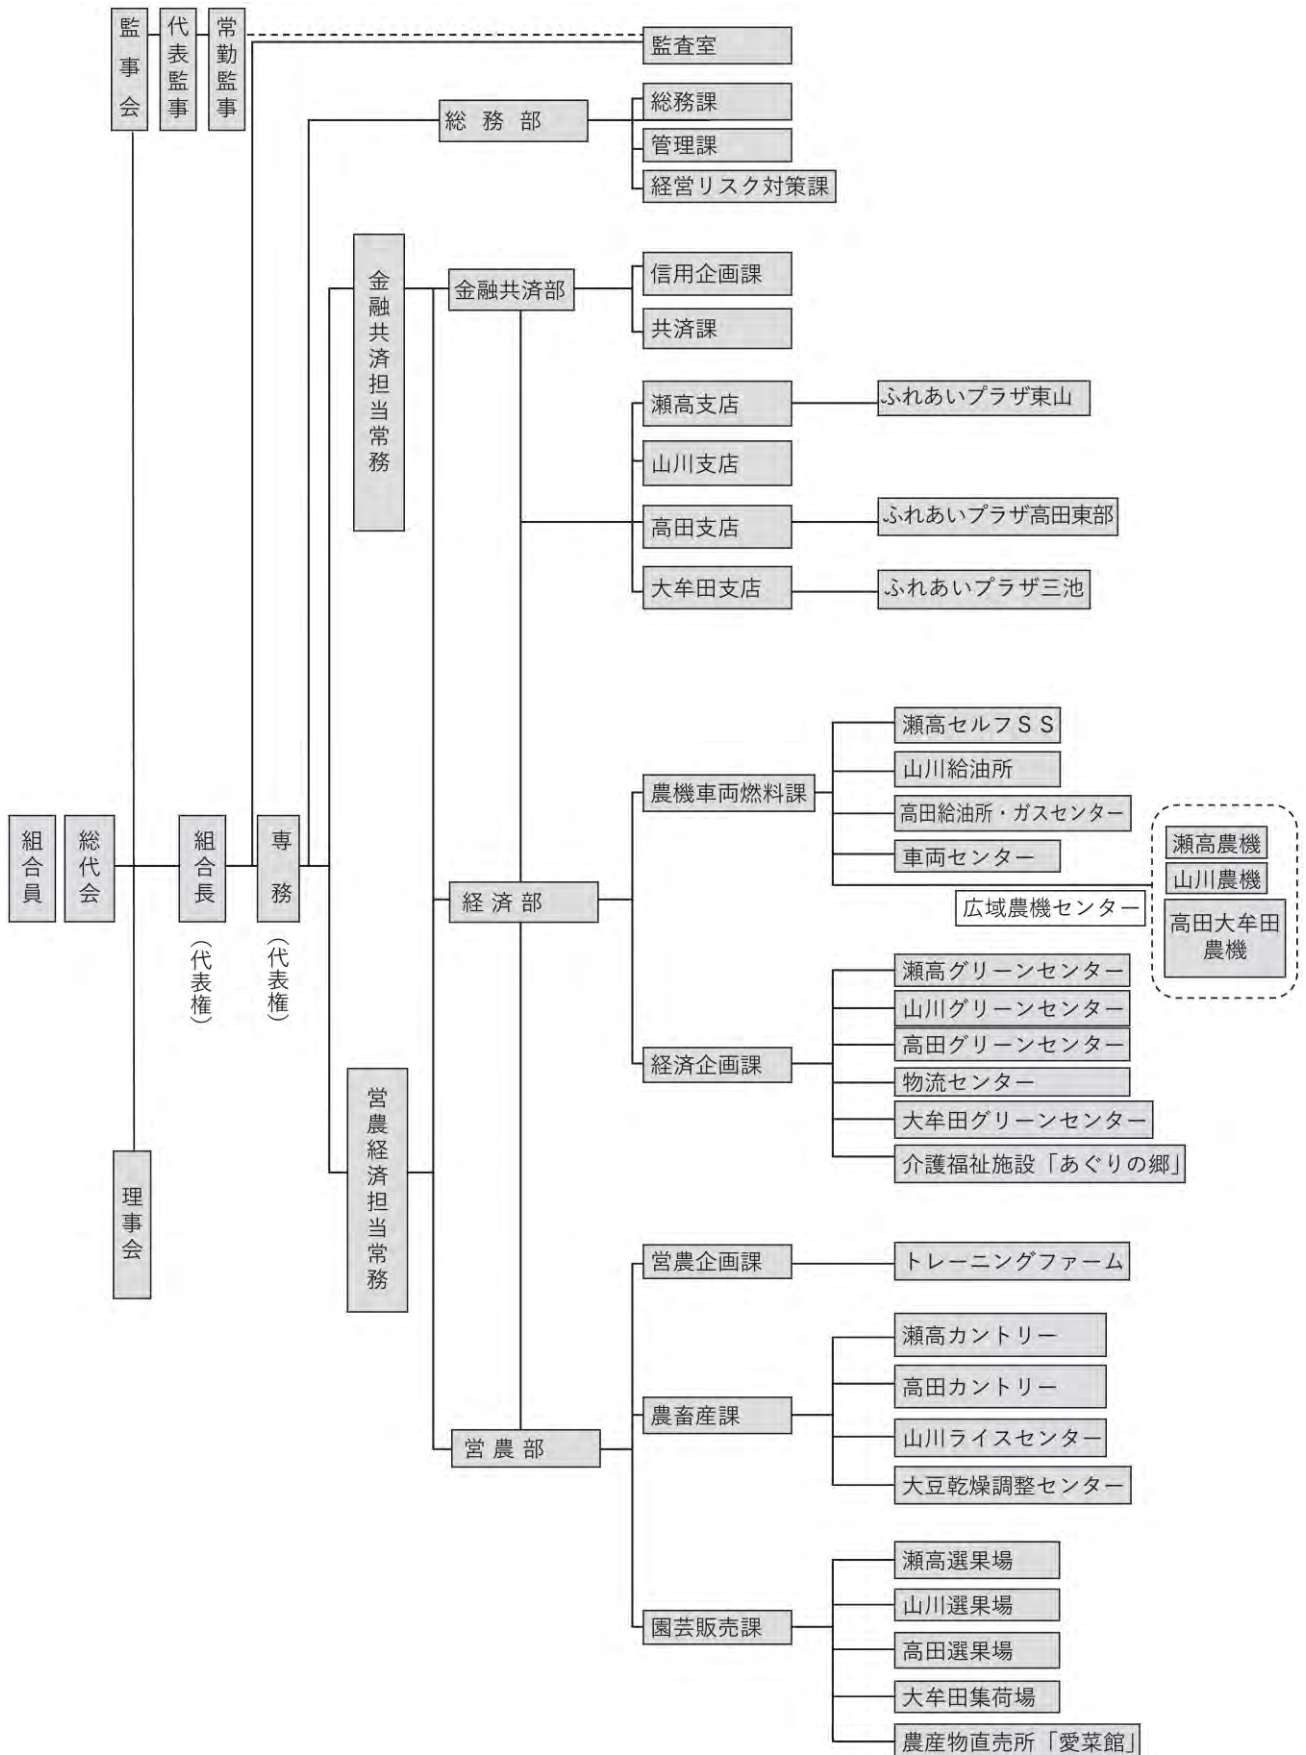 監事会
代表監事
常勤監事
監査室
総務部
総務課
管理課
経営リスク対策課
金融共済担当常務
金融共済部
信用企画課
共済課
瀬高支店
ふれあいプラザ東山
山川支店
高田支店
ふれあいプラザ高田東部
大牟田支店
ふれあいプラザ三池
組合員
総代会
組合長
(代表権)
専務
(代表権)
経済部
農機車両燃料課
瀬高セルフSS
山川給油所
高田給油所・ガスセンター
車両センター
広域農機センター
瀬高農機
山川農機
高田大牟田
農機
経済企画課
瀬高グリーンセンター
山川グリーンセンター
高田グリーンセンター
物流センター
大牟田グリーンセンター
介護福祉施設「あぐりの郷」
理事会
営農経済担当常務
営農部
営農企画課
トレーニングファーム
農畜産課
瀬高カントリー
高田カントリー
山川ライスセンター
大豆乾燥調整センター
園芸販売課
瀬高選果場
山川選果場
高田選果場
大牟田集荷場
農産物直売所「愛菜館」